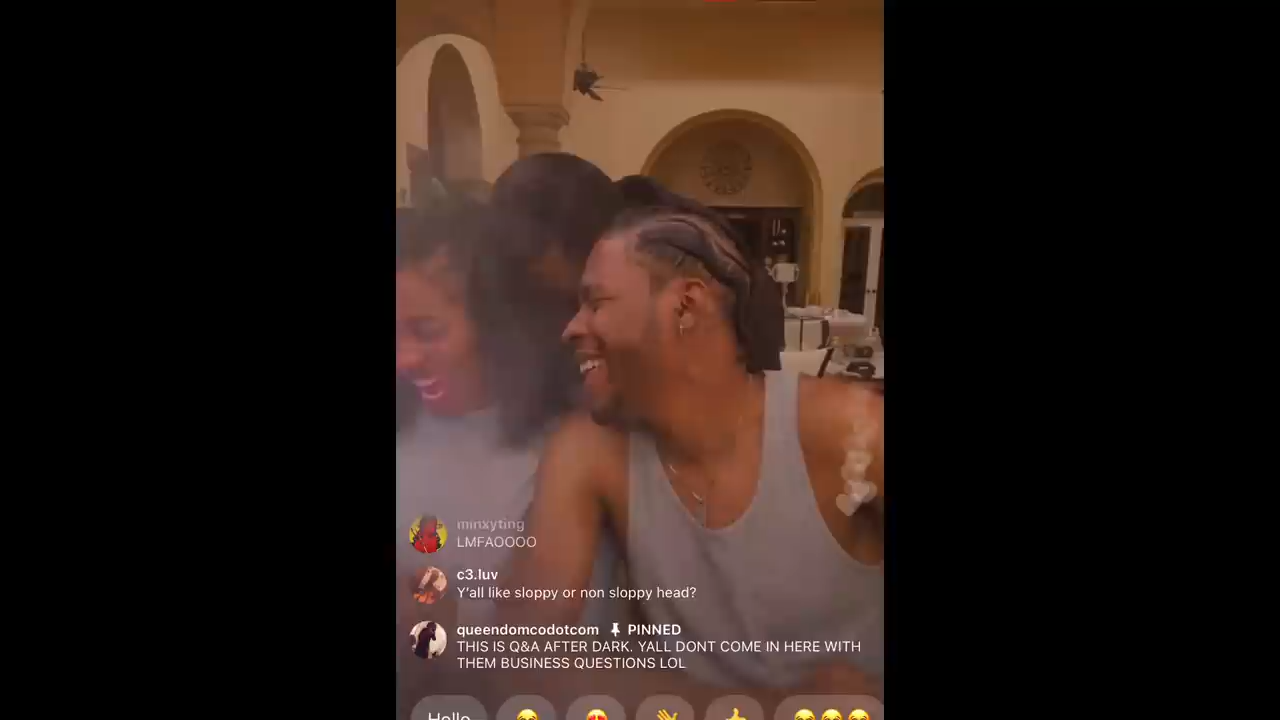 minxyting
LMFAOOOO
c3.luv
Y'all like sloppy or non sloppy head?
queendomcodotcom PINNED
THIS IS Q&A AFTER DARK. YALL DONT COME IN HERE WITH
THEM BUSINESS QUESTIONS LOL
Hello